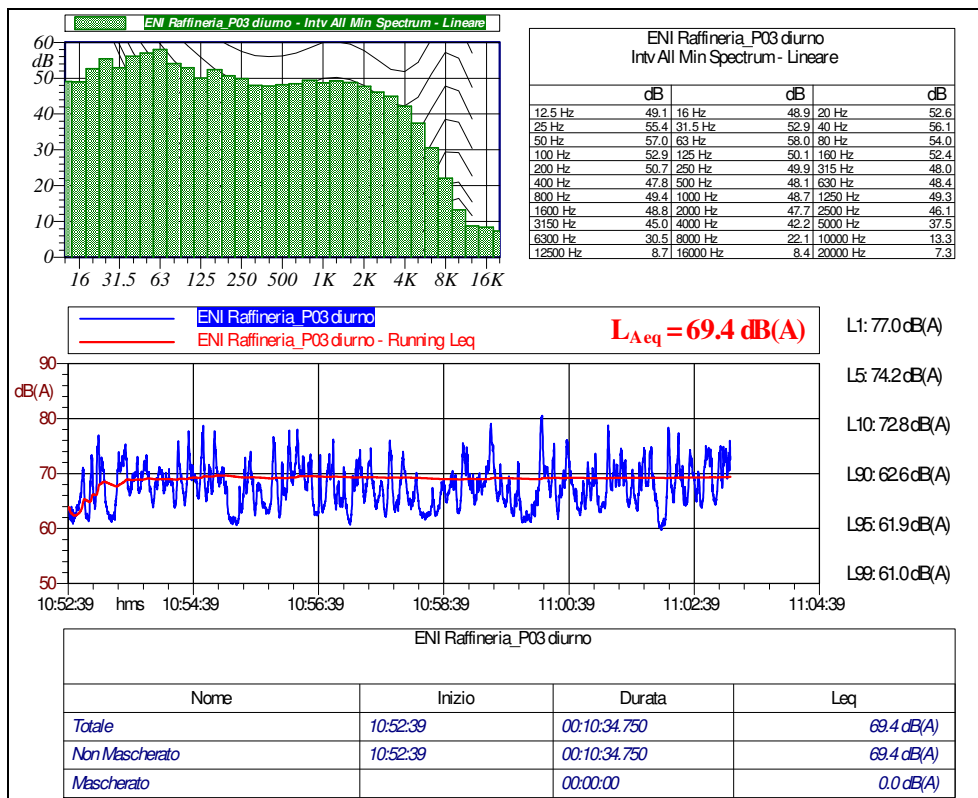 ENI Raffineria_P03 diurno - Intv All Min Spectrum - Lineare
60
dB
50
40
30
20
10
0
16 31.5 63 125 250 500 1K 2K 4K 8K 16K
ENI Raffineria_P03 diurno
Intv All Min Spectrum - Lineare
dB dB dB
12.5 Hz 49.1 16 Hz 48.9 20 Hz 52.6
25 Hz 55.4 31.5 Hz 52.9 40 Hz 56.1
50 Hz 57.0 63 Hz 58.0 80 Hz 54.0
100 Hz 52.9 125 Hz 50.1 160 Hz 52.4
200 Hz 50.7 250 Hz 49.9 315 Hz 48.0
400 Hz 47.8 500 Hz 48.1 630 Hz 48.4
800 Hz 49.4 1000 Hz 48.7 1250 Hz 49.3
1600 Hz 48.8 2000 Hz 47.7 2500 Hz 46.1
3150 Hz 45.0 4000 Hz 42.2 5000 Hz 37.5
6300 Hz 30.5 8000 Hz 22.1 10000 Hz 13.3
12500 Hz 8.7 16000 Hz 8.4 20000 Hz 7.3
ENI Raffineria_P03 diurno
ENI Raffineria_P03 diurno - Running Leq
LAeq = 69.4 dB(A)
90
dB(A)
80
70
60
50
10:52:39 hms 10:54:39 10:56:39 10:58:39 11:00:39 11:02:39 11:04:39
L1: 77.0 dB(A)
L5: 74.2 dB(A)
L10: 72.8 dB(A)
L90: 62.6 dB(A)
L95: 61.9 dB(A)
L99: 61.0 dB(A)
ENI Raffineria_P03 diurno
Nome Inizio Durata Leq
Totale 10:52:39 00:10:34.750 69.4 dB(A)
Non Mascherato 10:52:39 00:10:34.750 69.4 dB(A)
Mascherato 00:00:00 0.0 dB(A)